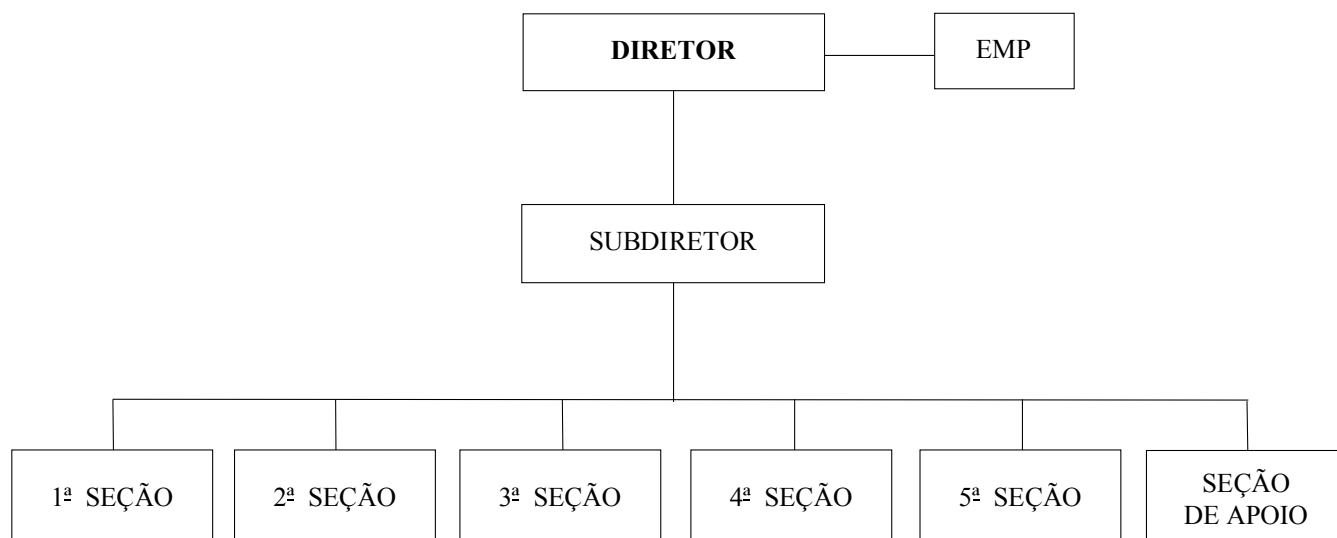 DIRETOR
EMP
SUBDIRETOR
1ª SEÇÃO
2ª SEÇÃO
3ª SEÇÃO
4ª SEÇÃO
5ª SEÇÃO
SEÇÃO
DE APOIO